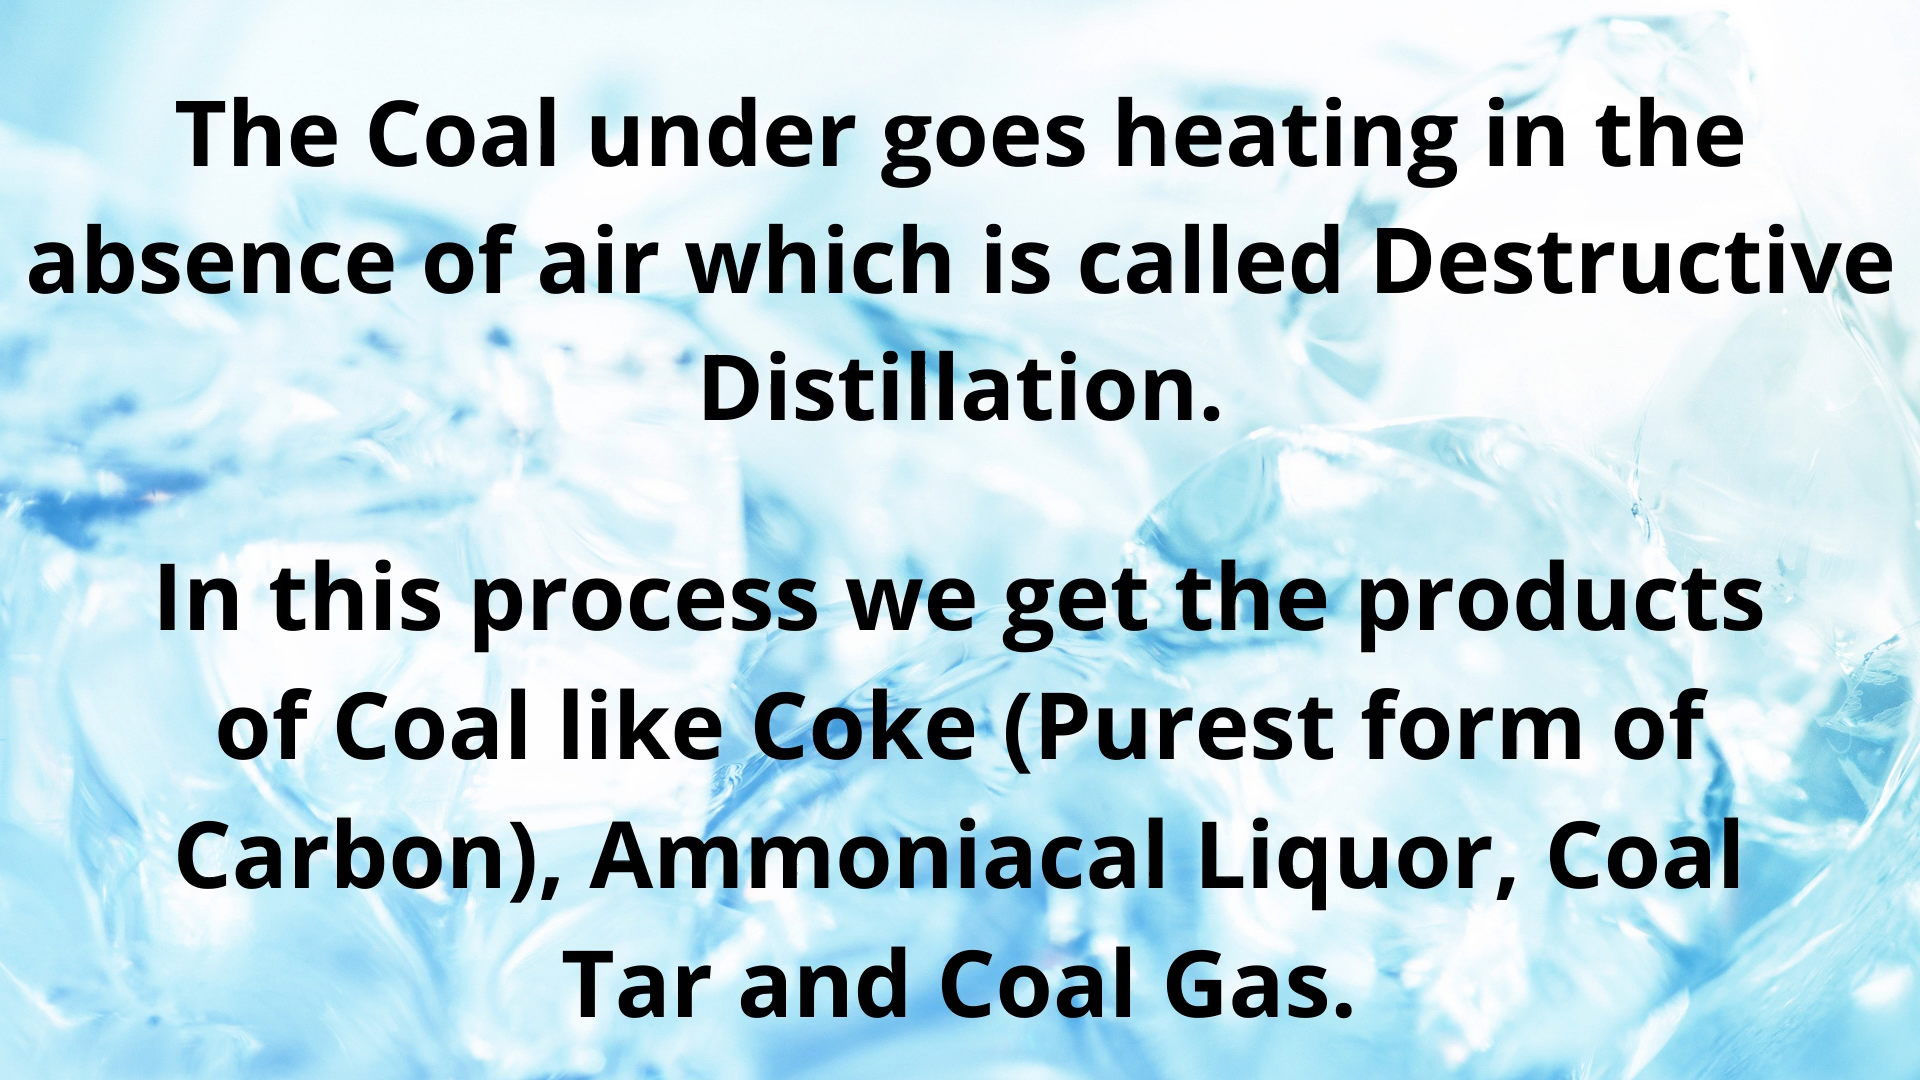 The Coal under goes heating in the
absence of air which is called Destructive
Distillation.
In this process we get the products
of Coal like Coke (Purest form of
Carbon), Ammoniacal Liquor, Coal
Tar and Coal Gas.